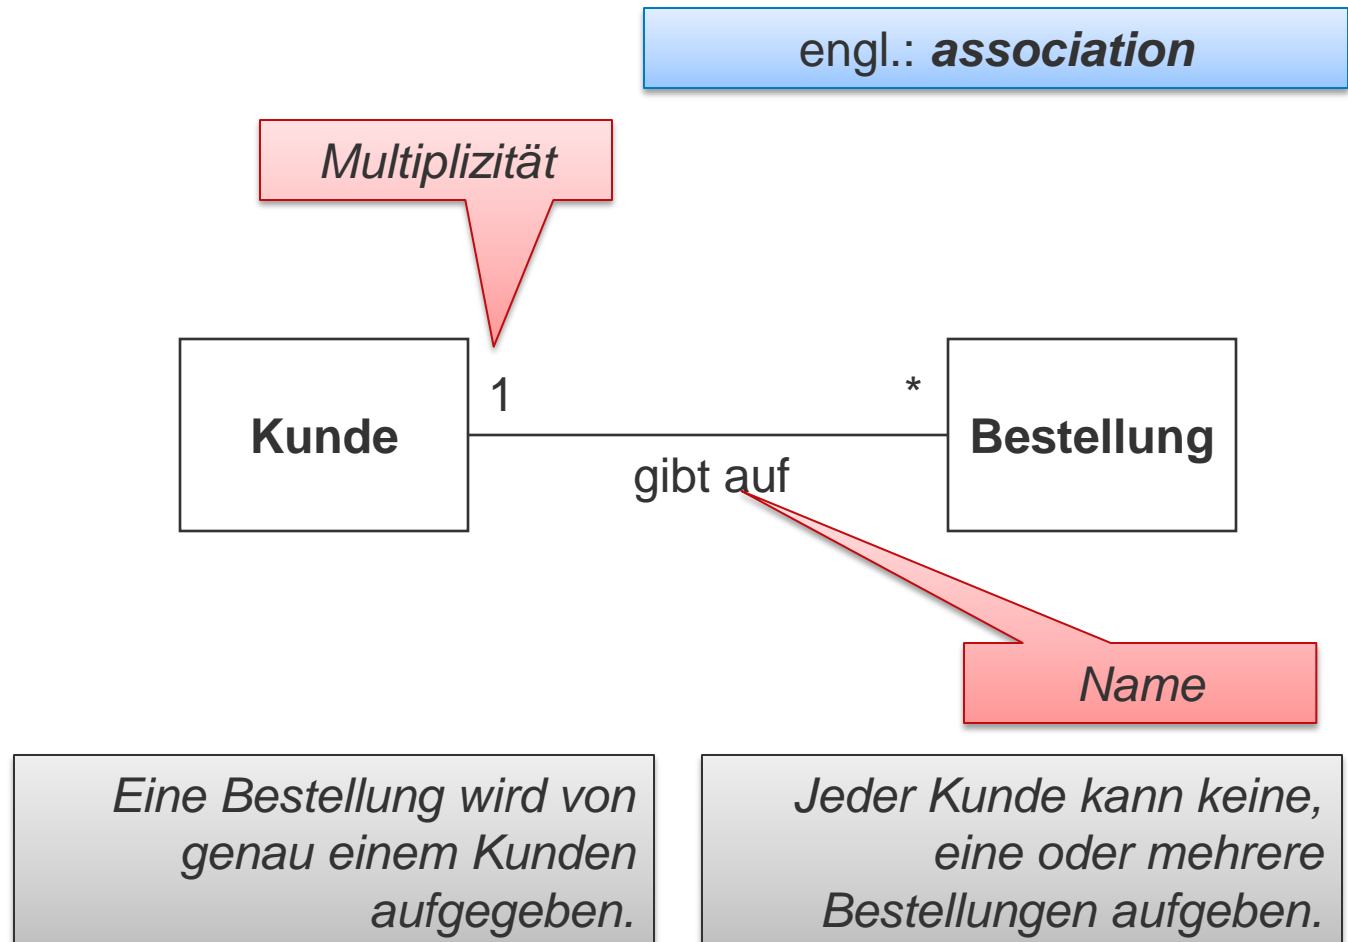 engl.: association
Multiplizität
1
*
Kunde
Bestellung
gibt auf
Name
Eine Bestellung wird von
genau einem Kunden
aufgegeben.
Jeder Kunde kann keine,
eine oder mehrere
Bestellungen aufgeben.